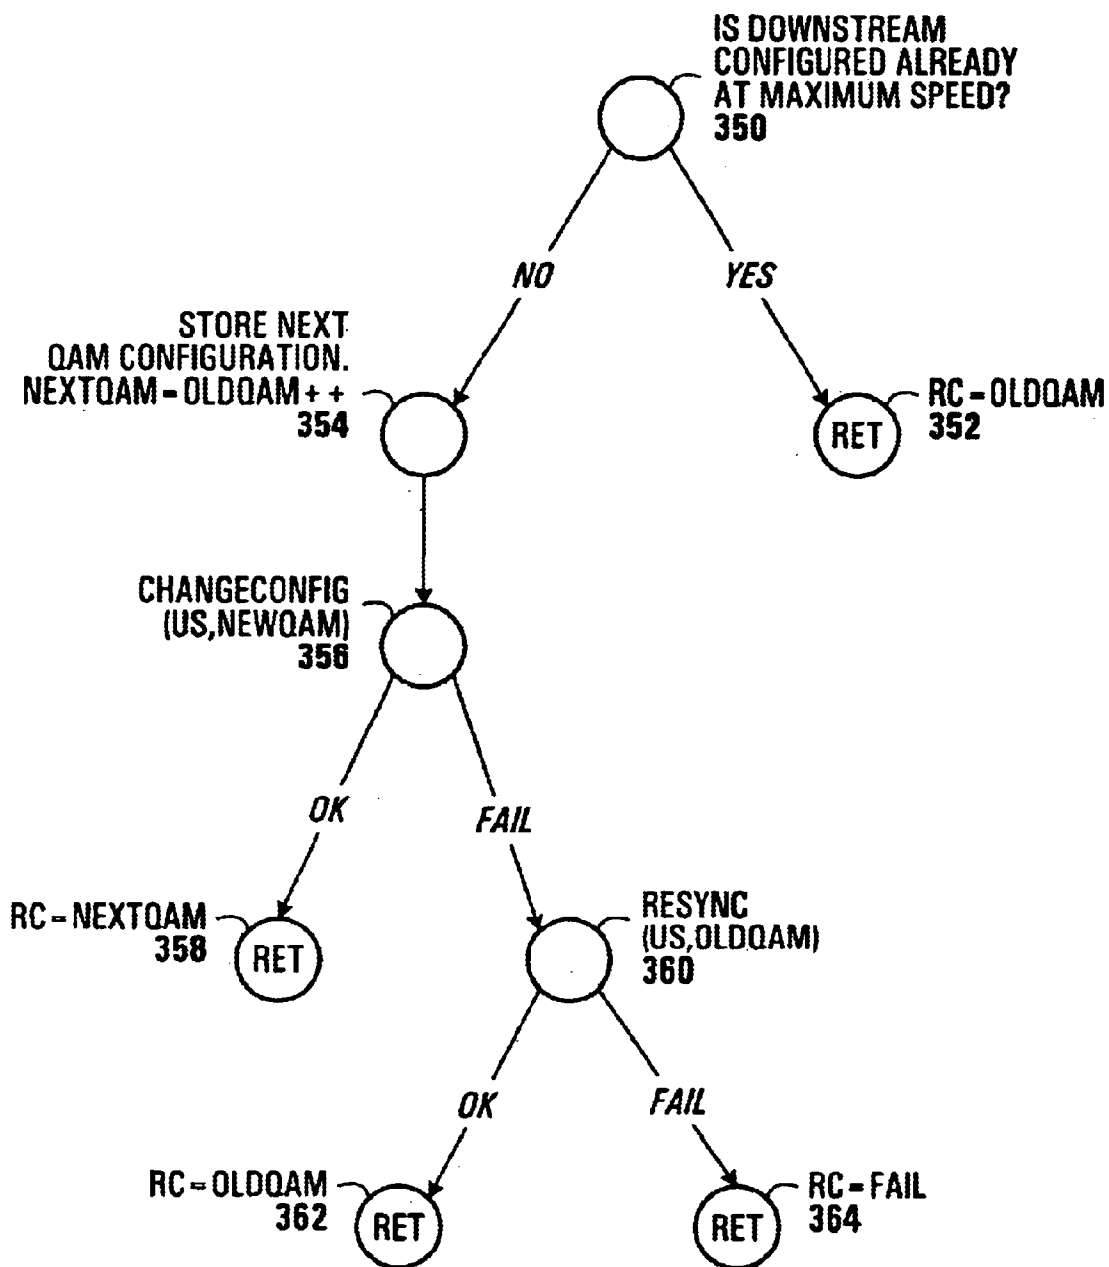 IS DOWNSTREAM
CONFIGURED ALREADY
AT MAXIMUM SPEED?
350
NO
YES
STORE NEXT
QAM CONFIGURATION.
NEXTQAM=OLDQAM++
354
RC=OLDQAM
352
RET
CHANGECONFIG
(US,NEWQAM)
356
OK
FAIL
RC=NEXTQAM
358
RET
RESYNC
(US,OLDQAM)
360
OK
FAIL
RC=OLDQAM
362
RET
RC=FAIL
364
RET